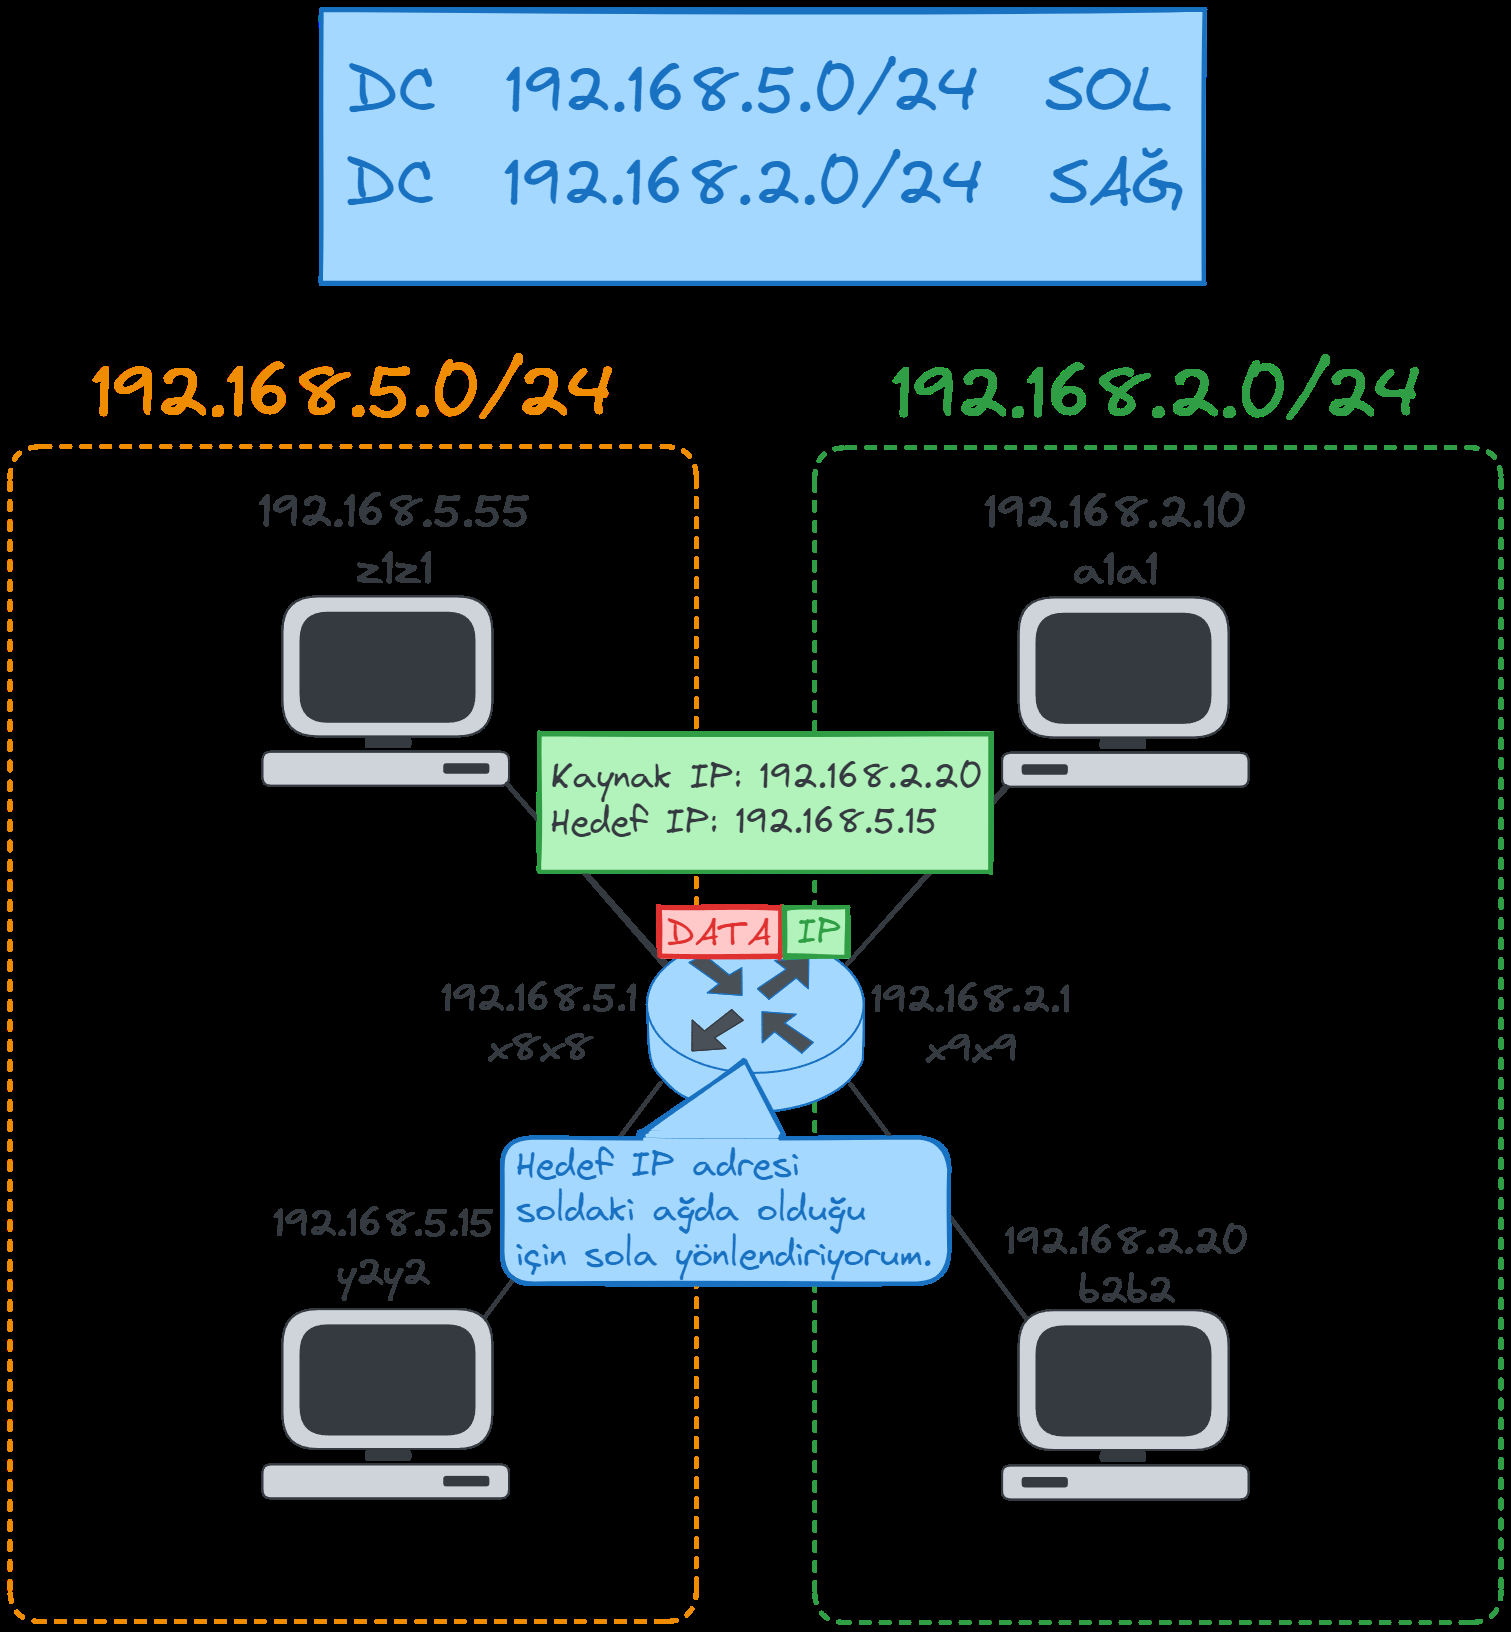 DC 192.168.5.0/24 SOL
DC 192.168.2.0/24 SAĞ
192.168.5.0/24
192.168.2.0/24
192.168.5.55
z1z1
192.168.2.10
a1a1
Kaynak IP: 192.168.2.20
Hedef IP: 192.168.5.15
DATA
IP
192.168.5.1
x8x8
192.168.2.1
x9x9
Hedef IP adresi
soldaki ağda olduğu
için sola yönlendiriyorum.
192.168.5.15
y2y2
192.168.2.20
b2b2